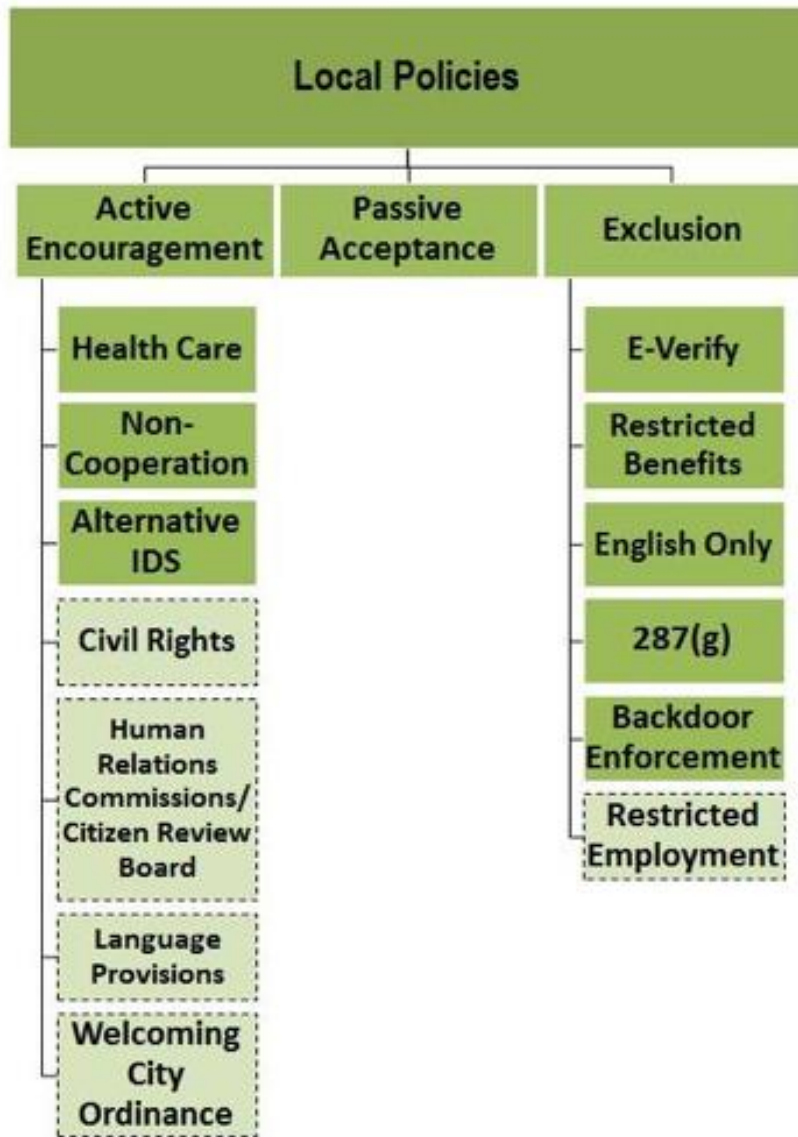 Local Policies
Active
Encouragement
Passive
Acceptance
Exclusion
Health Care
Non-
Cooperation
Alternative
IDS
Civil Rights
Human
Relations
Commissions/
Citizen Review
Board
Language
Provisions
Welcoming
City
Ordinance
E-Verify
Restricted
Benefits
English Only
287(g)
Backdoor
Enforcement
Restricted
Employment